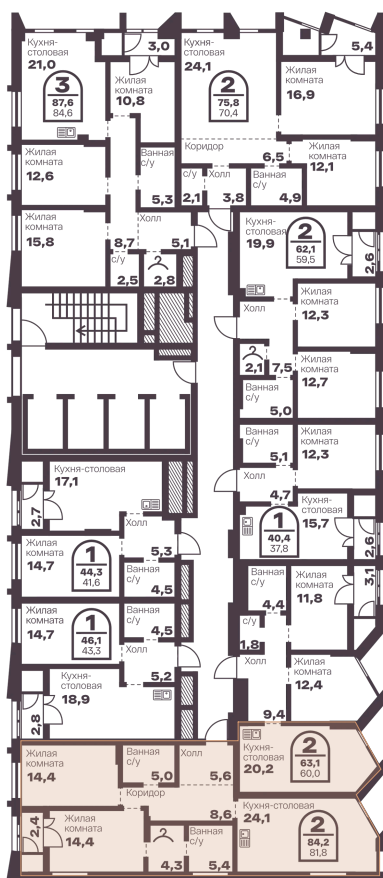 Кухня-
столовая
21,0
3
87,6
84,6
3,0
Жилая
комната
10,8
Кухня-
столовая
24,1
2
75,8
70,4
5,4
Жилая
комната
16,9
Жилая
комната
12,6
Ванная
с/у
5,3
Коридор
6,5
Жилая
комната
12,1
с/у
2,1
Холл
3,8
Ванная
с/у
4,9
Жилая
комната
15,8
8,7
Холл
5,1
с/у
2,5
2,8
Кухня-
столовая
19,9
2
62,1
59,5
2,6
Холл
Жилая
комната
12,3
2,1
7,5
Жилая
комната
12,7
Ванная
с/у
5,0
Ванная
с/у
5,1
Жилая
комната
12,3
Кухня-столовая
17,1
2,7
Холл
4,7
Кухня-
столовая
15,7
1
40,4
37,8
2,6
Жилая
комната
14,7
1
44,3
41,6
5,3
Ванная
с/у
4,5
Жилая
комната
11,8
3,1
4,4
Жилая
комната
14,7
1
46,1
43,3
Ванная
с/у
4,5
с/у
1,8
Холл
Жилая
комната
12,4
Кухня-
столовая
18,9
2,8
Холл
5,2
9,4
Жилая
комната
14,4
Ванная
с/у
5,0
Холл
5,6
Кухня-
столовая
20,2
2
63,1
60,0
Коридор
8,6
2,4
Жилая
комната
14,4
4,3
Ванная
с/у
5,4
Кухня-столовая
24,1
2
84,2
81,8